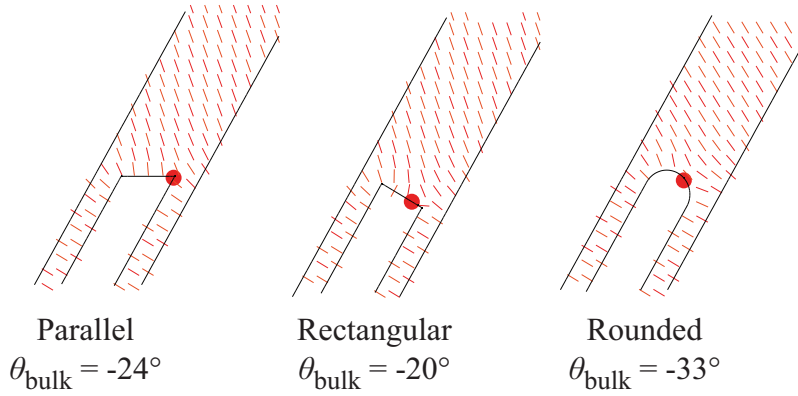 Parallel
θbulk = -24°
Rectangular
θbulk = -20°
Rounded
θbulk = -33°